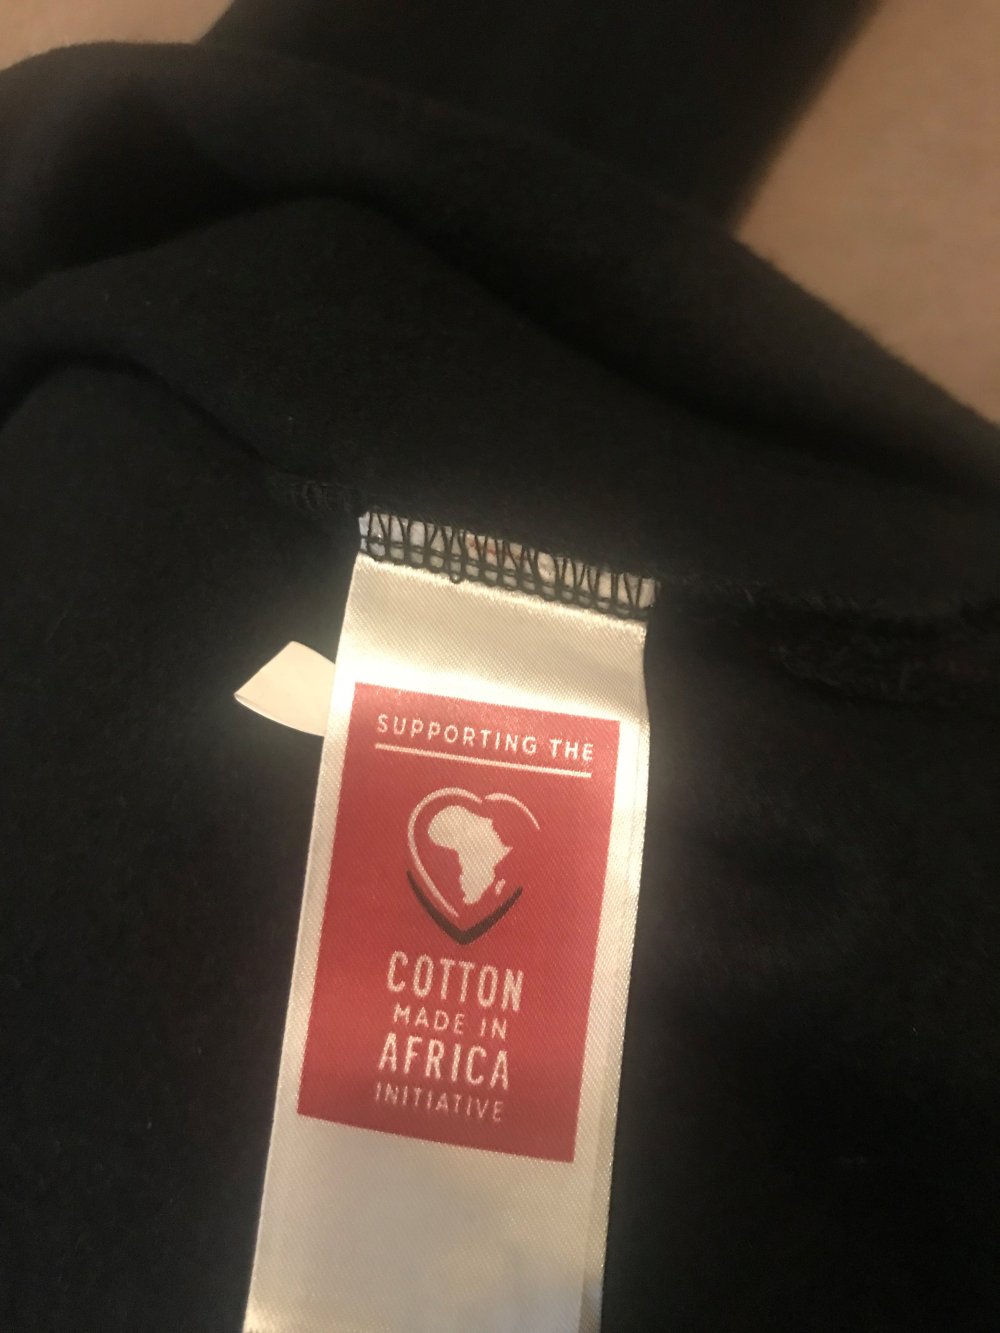 SUPPORTING THE
COTTON
MADE IN
AFRICA
INITIATIVE